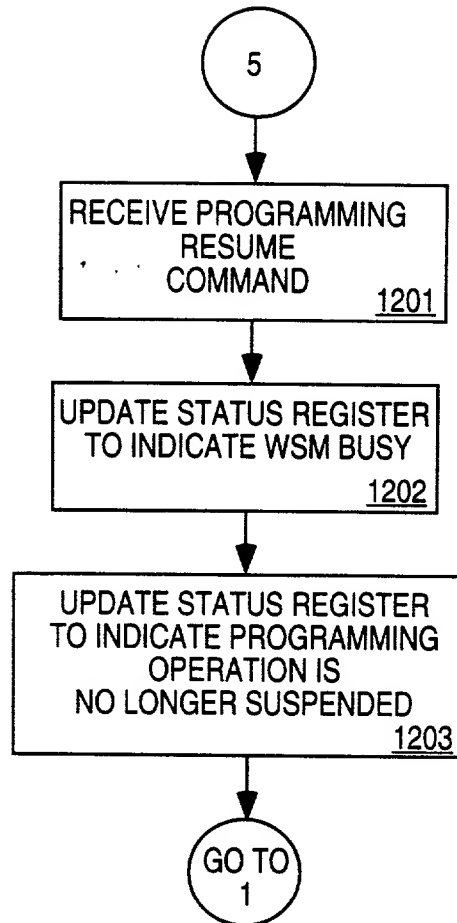 5
RECEIVE PROGRAMMING
RESUME
COMMAND
1201
UPDATE STATUS REGISTER
TO INDICATE WSM BUSY
1202
UPDATE STATUS REGISTER
TO INDICATE PROGRAMMING
OPERATION IS
NO LONGER SUSPENDED
1203
GO TO
1